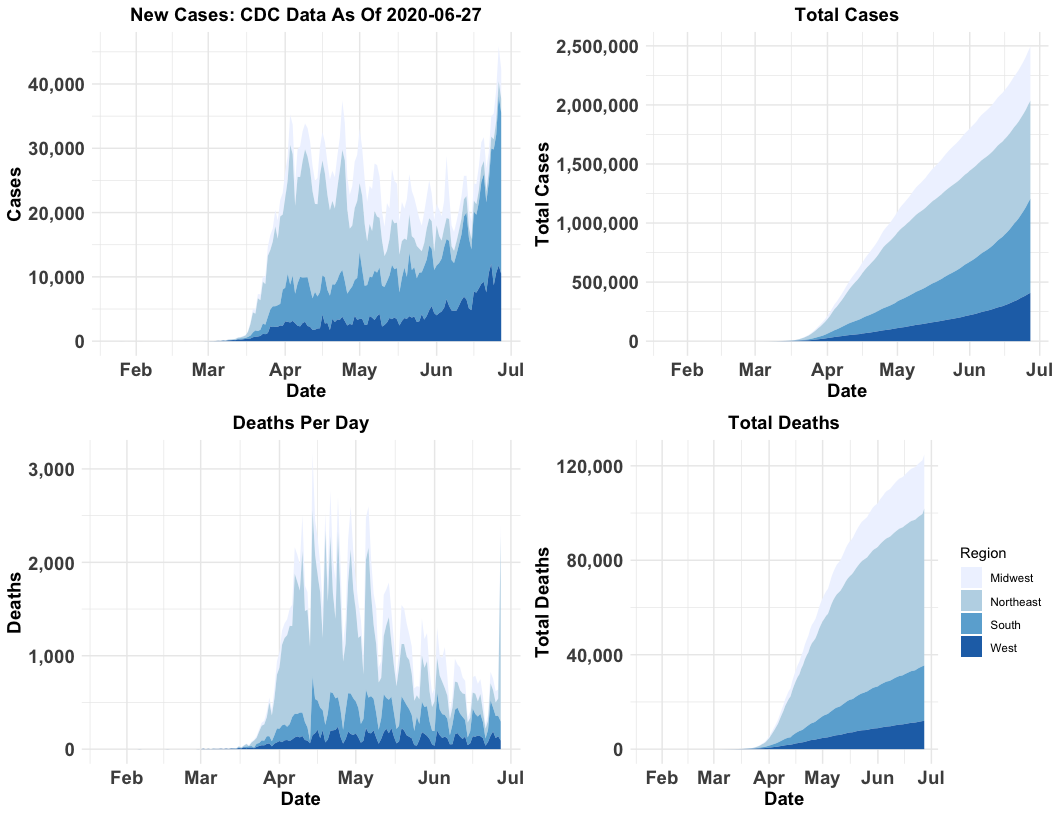 New Cases: CDC Data As Of 2020-06-27
Cases
40,000
30,000
20,000
10,000
0
Feb Mar Apr May Jun Jul
Date
Total Cases
Total Cases
2,500,000
2,000,000
1,500,000
1,000,000
500,000
0
Feb Mar Apr May Jun Jul
Date
Deaths Per Day
Deaths
3,000
2,000
1,000
0
Feb Mar Apr May Jun Jul
Date
Total Deaths
Total Deaths
120,000
80,000
40,000
0
Feb Mar Apr May Jun Jul
Date
Region
Midwest
Northeast
South
West